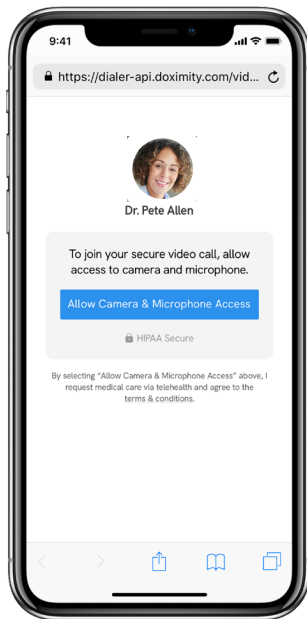 9:41
https://dialer-api.doximity.com/vid...
Dr. Pete Allen
To join your secure video call, allow
access to camera and microphone.
Allow Camera & Microphone Access
HIPAA Secure
By selecting "Allow Camera & Microphone Access" above, I
request medical care via telehealth and agree to the
terms & conditions.